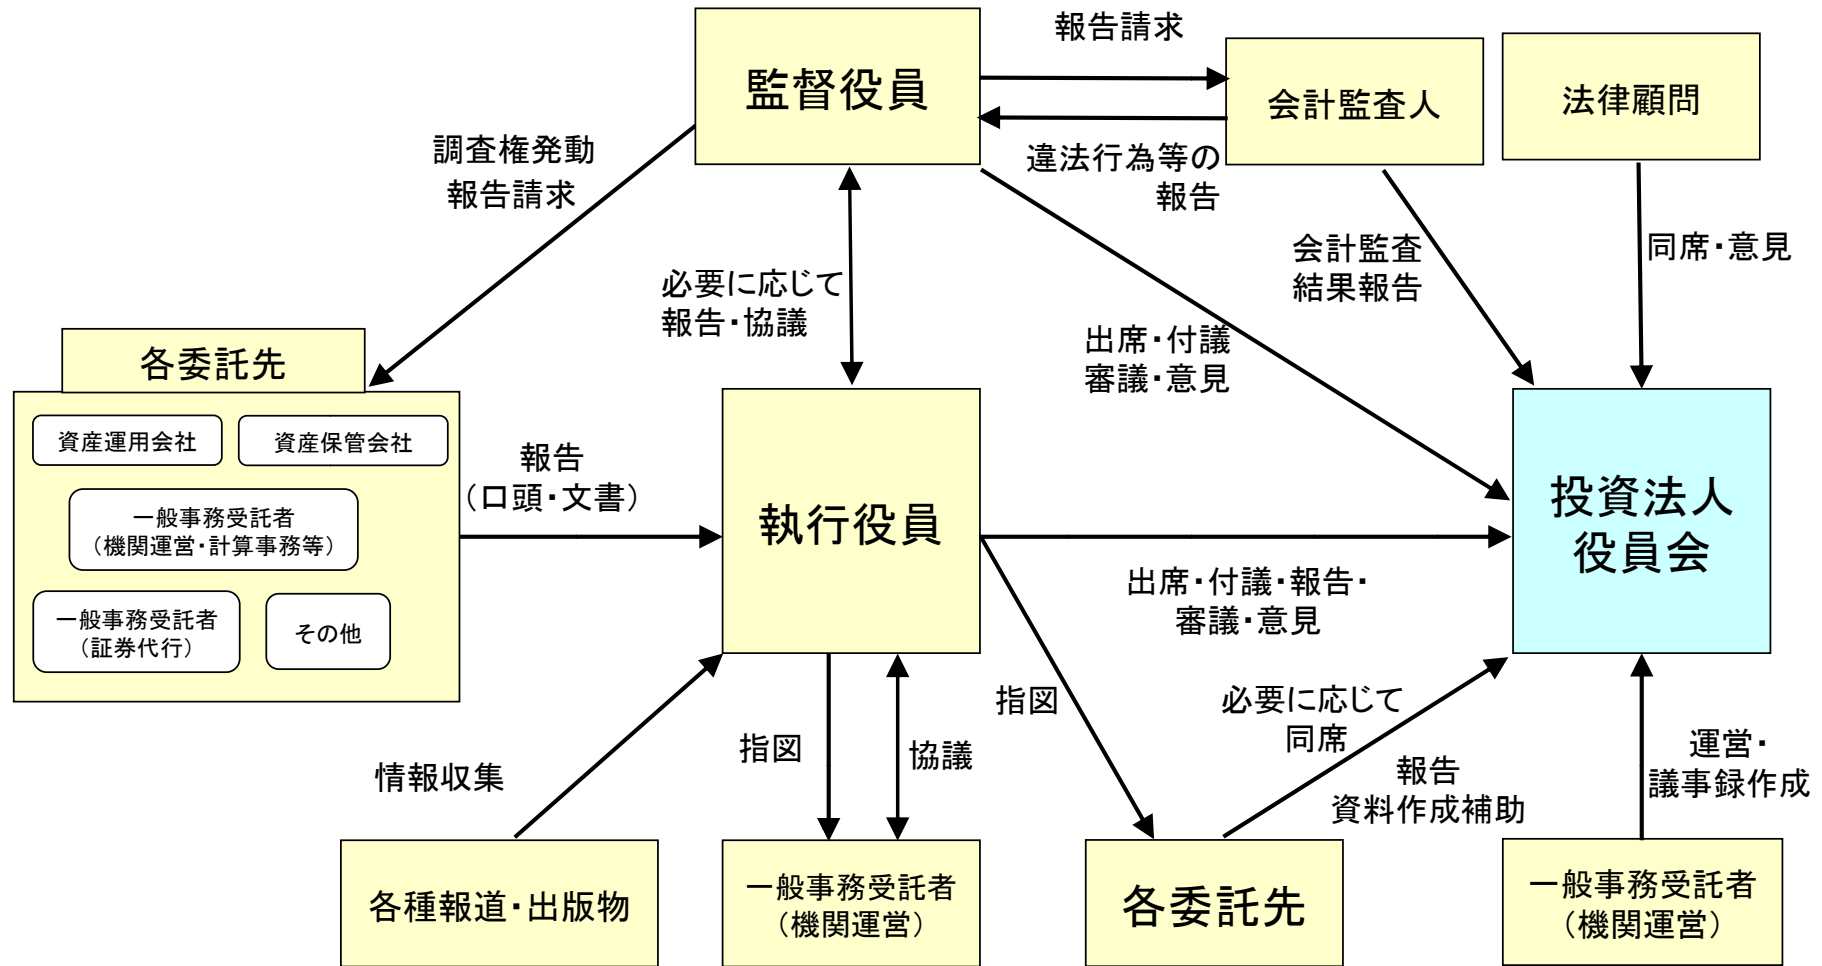 監督役員
報告請求
会計監査人
法律顧問
違法行為等の
報告
調査権発動
報告請求
必要に応じて
報告・協議
会計監査
結果報告
同席・意見
出席・付議
審議・意見
各委託先
資産運用会社
資産保管会社
一般事務受託者
（機関運営・計算事務等）
一般事務受託者
（証券代行）
その他
報告
（口頭・文書）
執行役員
投資法人
役員会
出席・付議・報告・
審議・意見
情報収集
指図
協議
指図
必要に応じて
同席
報告
資料作成補助
運営・
議事録作成
各種報道・出版物
一般事務受託者
（機関運営）
各委託先
一般事務受託者
（機関運営）